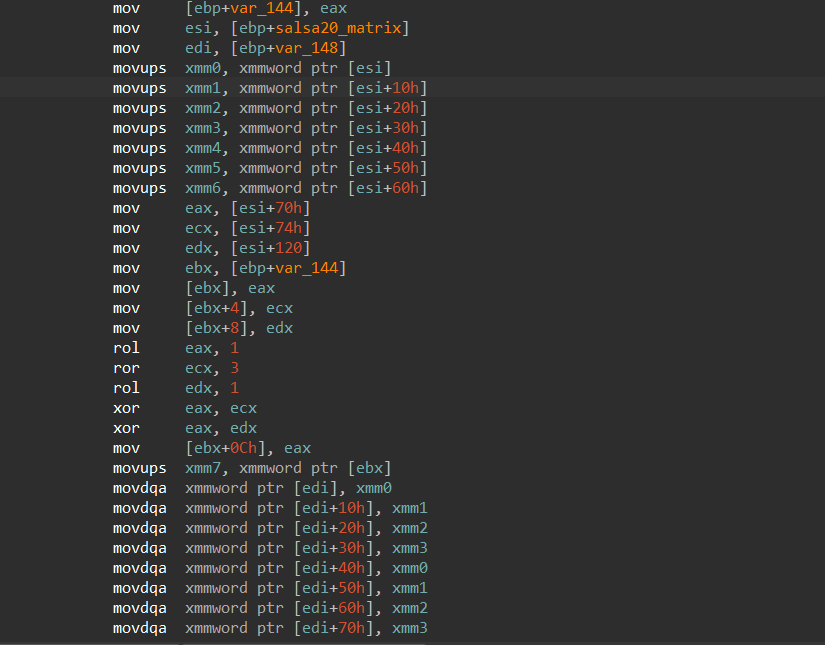 mov [ebp+var_144], eax
mov esi, [ebp+salsa20_matrix]
mov edi, [ebp+var_148]
movups xmm0, xmmword ptr [esi]
movups xmm1, xmmword ptr [esi+10h]
movups xmm2, xmmword ptr [esi+20h]
movups xmm3, xmmword ptr [esi+30h]
movups xmm4, xmmword ptr [esi+40h]
movups xmm5, xmmword ptr [esi+50h]
movups xmm6, xmmword ptr [esi+60h]
mov eax, [esi+70h]
mov ecx, [esi+74h]
mov edx, [esi+120]
mov ebx, [ebp+var_144]
mov [ebx], eax
mov [ebx+4], ecx
mov [ebx+8], edx
rol eax, 1
ror ecx, 3
rol edx, 1
xor eax, ecx
xor eax, edx
mov [ebx+0Ch], eax
movups xmm7, xmmword ptr [ebx]
movdqa xmmword ptr [edi], xmm0
movdqa xmmword ptr [edi+10h], xmm1
movdqa xmmword ptr [edi+20h], xmm2
movdqa xmmword ptr [edi+30h], xmm3
movdqa xmmword ptr [edi+40h], xmm0
movdqa xmmword ptr [edi+50h], xmm1
movdqa xmmword ptr [edi+60h], xmm2
movdqa xmmword ptr [edi+70h], xmm3